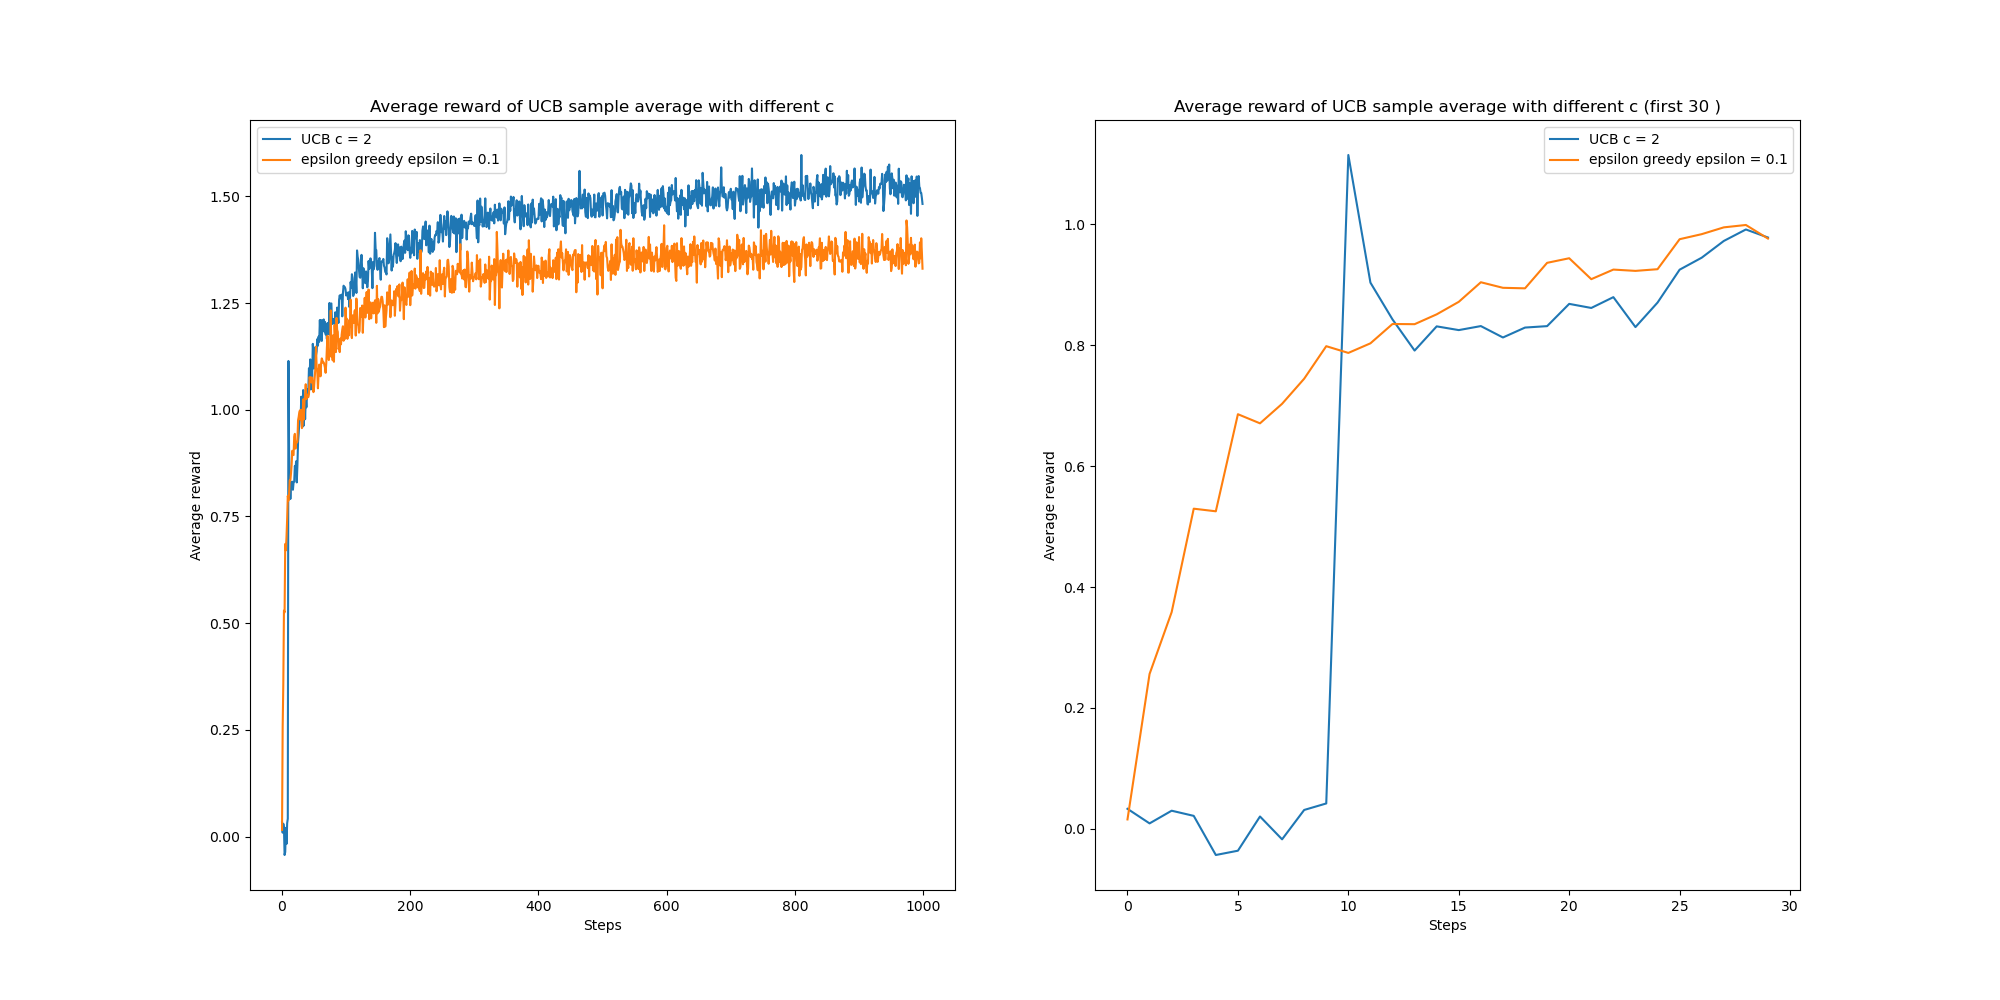 Average reward of UCB sample average with different c
UCB c = 2
epsilon greedy epsilon = 0.1
1.50
1.25
1.00
0.75
0.50
0.25
0.00
Average reward
0 200 400 600 800 1000
Steps
Average reward of UCB sample average with different c (first 30 )
UCB c = 2
epsilon greedy epsilon = 0.1
1.0
0.8
0.6
0.4
0.2
0.0
Average reward
0 5 10 15 20 25 30
Steps